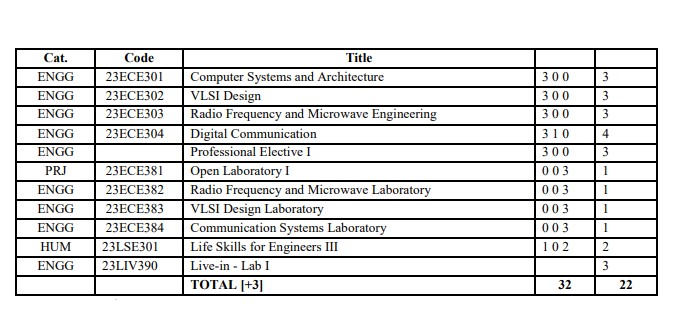 Cat. Code Title
ENGG 23ECE301 Computer Systems and Architecture 3 0 0 3
ENGG 23ECE302 VLSI Design 3 0 0 3
ENGG 23ECE303 Radio Frequency and Microwave Engineering 3 0 0 3
ENGG 23ECE304 Digital Communication 3 1 0 4
ENGG Professional Elective I 3 0 0 3
PRJ 23ECE381 Open Laboratory I 0 0 3 1
ENGG 23ECE382 Radio Frequency and Microwave Laboratory 0 0 3 1
ENGG 23ECE383 VLSI Design Laboratory 0 0 3 1
ENGG 23ECE384 Communication Systems Laboratory 0 0 3 1
HUM 23LSE301 Life Skills for Engineers III 1 0 2 2
ENGG 23LIV390 Live-in - Lab I 3
TOTAL [+3] 32 22